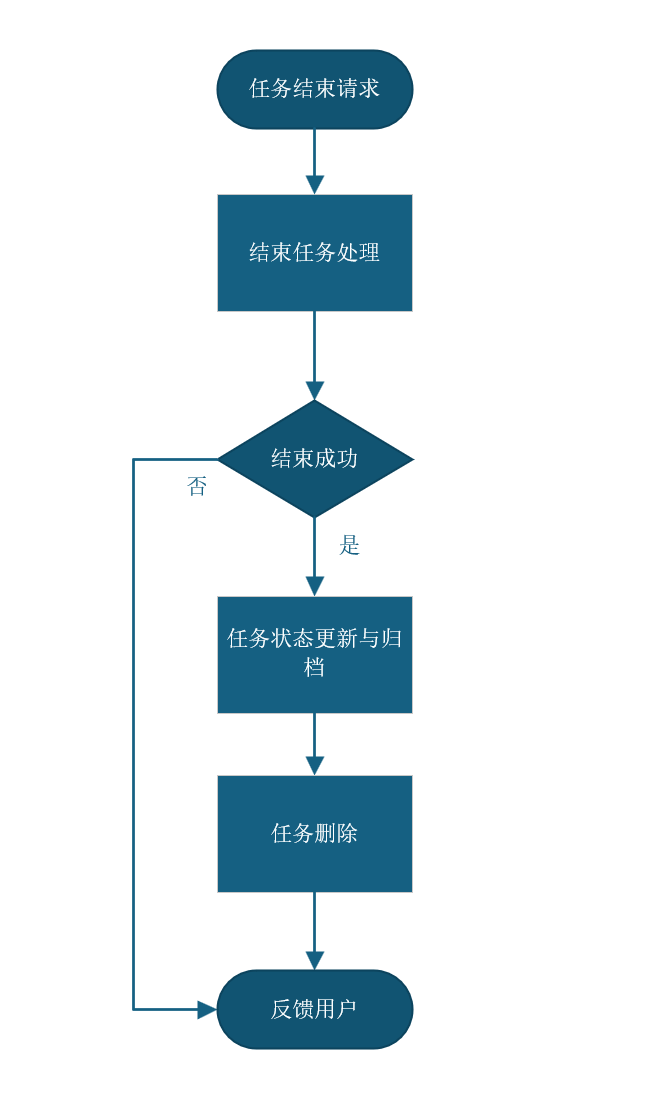 任务结束请求
结束任务处理
结束成功
否
是
任务状态更新与归
档
任务删除
反馈用户